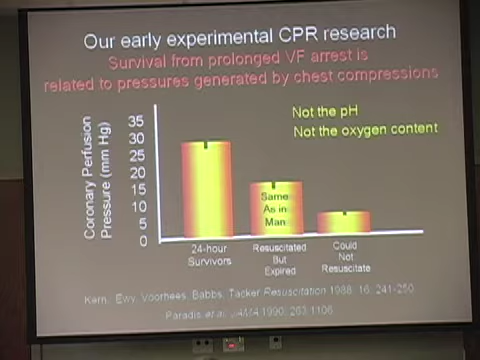 Our early experimental CPR research
Survival from prolonged VF arrest is
related to pressures generated by chest compressions
Not the pH
Not the oxygen content
Coronary Perfusion
Pressure (mm Hg)
35
30
25
20
15
10
5
0
Same
As in
Man
24-hour
Survivors
Resuscitated
But
Expired
Could
Not
Resuscitate
Kern, Ewy, Voorhees, Babbs, Tacker Resuscitation 1988; 16: 241-250
Paradis et al. JAMA 1990; 263:1106